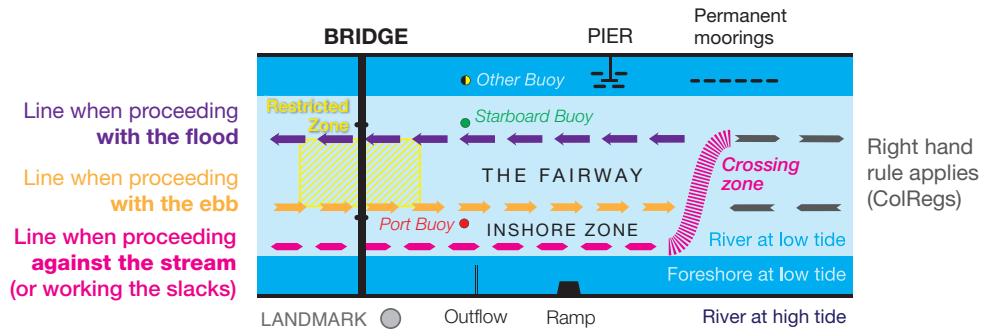 Permanent
moorings
BRIDGE
PIER
Other Buoy
Restricted
Zone
Starboard Buoy
Line when proceeding
with the flood
Crossing
zone
THE FAIRWAY
Right hand
rule applies
(ColRegs)
Line when proceeding
with the ebb
Port Buoy
INSHORE ZONE
Line when proceeding
against the stream
(or working the slacks)
River at low tide
Foreshore at low tide
LANDMARK
Outflow
Ramp
River at high tide